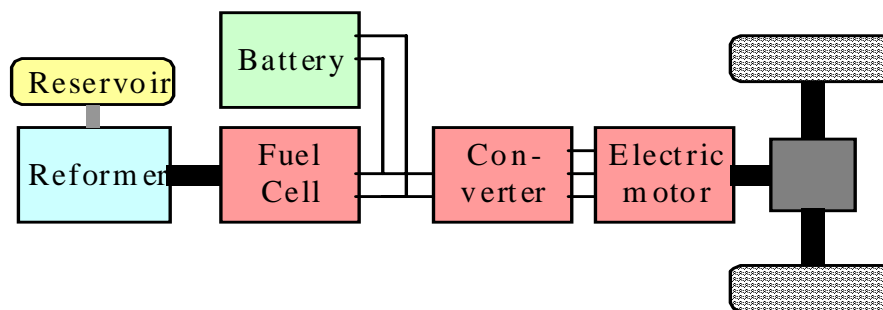 Battery
Reservoir
Reformer
Fuel
Cell
Con-
verter
Electric
motor